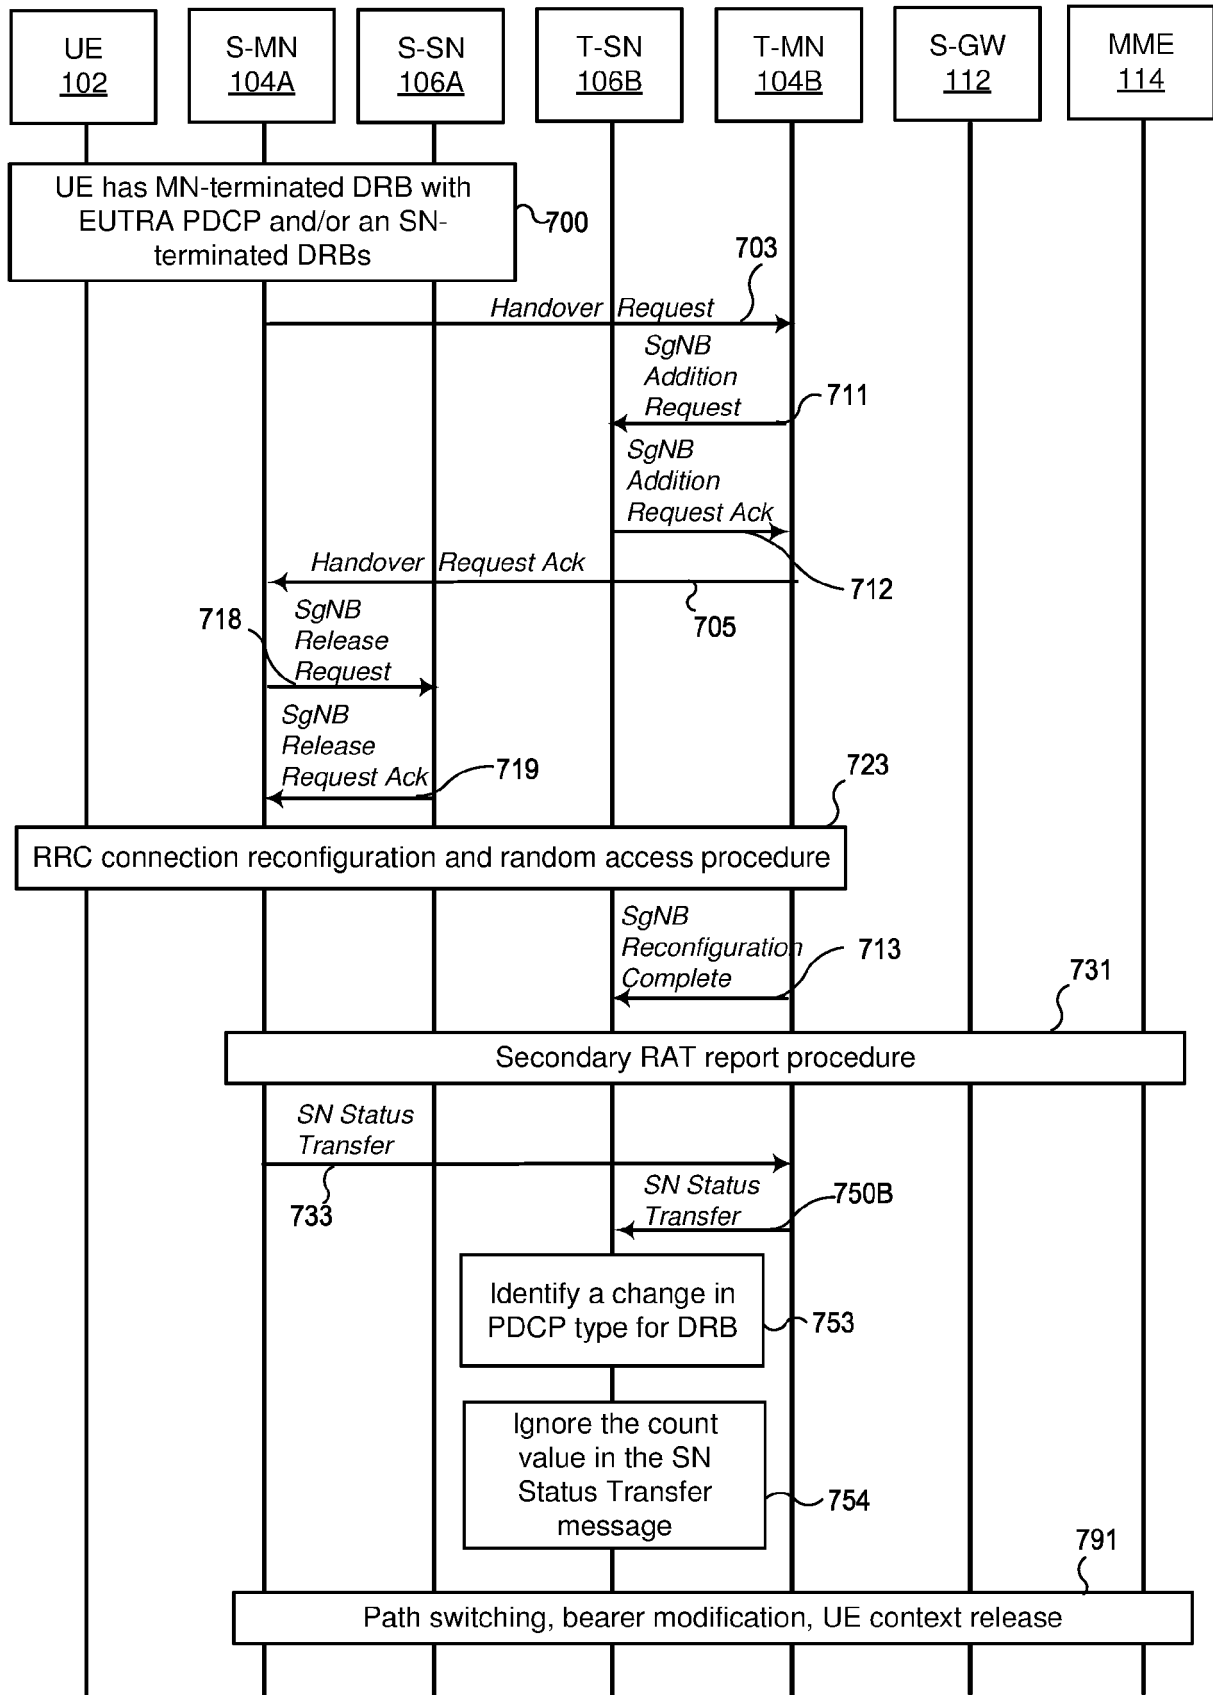 UE
102
S-MN
104A
S-SN
106A
T-SN
106B
T-MN
104B
S-GW
112
MME
114
UE has MN-terminated DRB with
EUTRA PDCP and/or an SN-
terminated DRBs
700
703
Handover Request
SgNB
Addition
Request
711
SgNB
Addition
Request Ack
712
Handover Request Ack
705
718
SgNB
Release
Request
SgNB
Release
Request Ack
719
723
RRC connection reconfiguration and random access procedure
SgNB
Reconfiguration
Complete
713
731
Secondary RAT report procedure
SN Status
Transfer
733
SN Status
Transfer
750B
Identify a change in
PDCP type for DRB
753
Ignore the count
value in the SN
Status Transfer
message
754
791
Path switching, bearer modification, UE context release